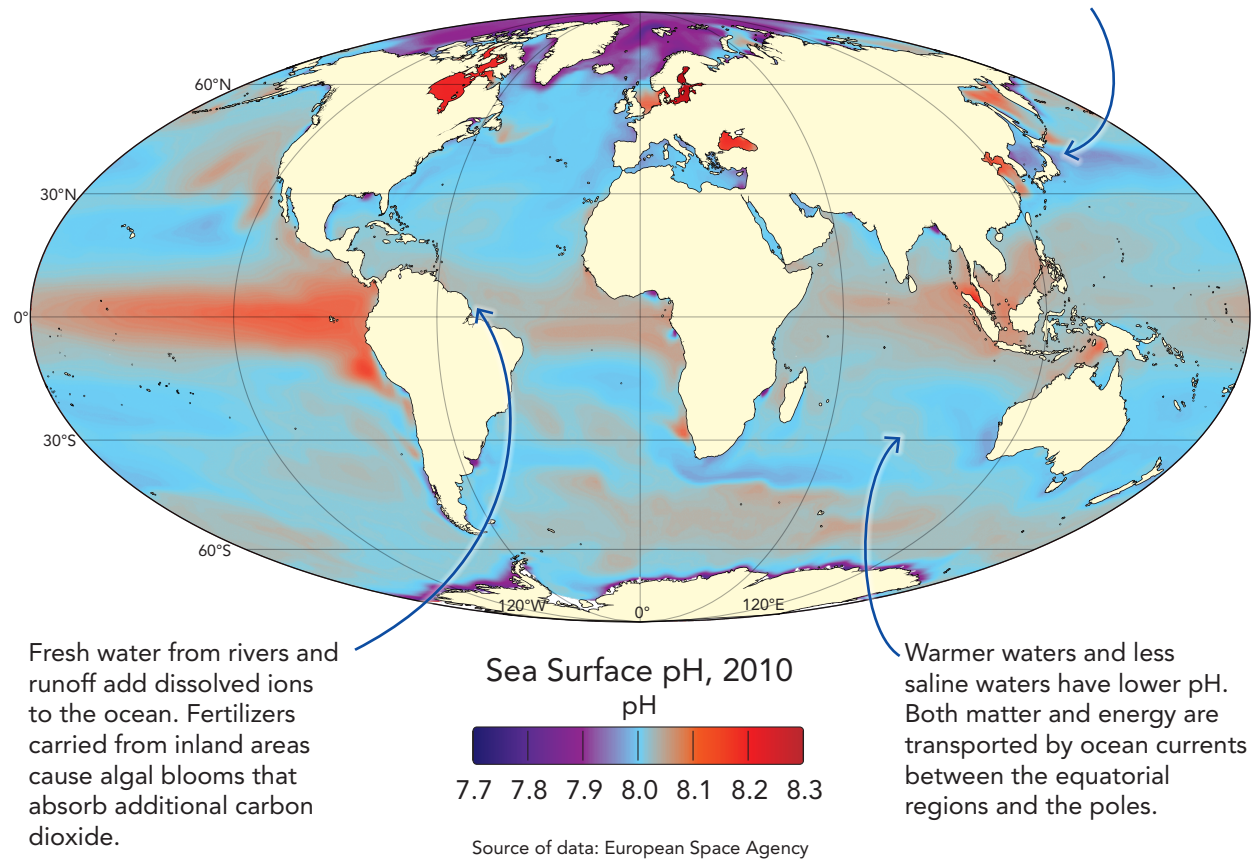 60°N
30°N
0°
30°S
60°S
120°W
0°
120°E
Fresh water from rivers and
runoff add dissolved ions
to the ocean. Fertilizers
carried from inland areas
cause algal blooms that
absorb additional carbon
dioxide.
Sea Surface pH, 2010
pH
7.7 7.8 7.9 8.0 8.1 8.2 8.3
Source of data: European Space Agency
Warmer waters and less
saline waters have lower pH.
Both matter and energy are
transported by ocean currents
between the equatorial
regions and the poles.